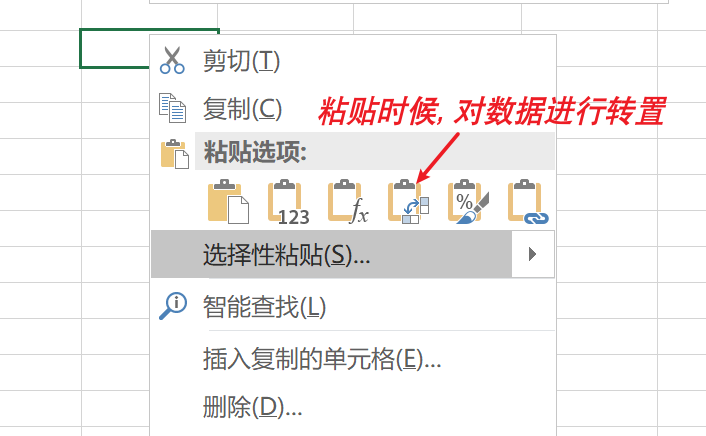 剪切(T)
复制(C)
粘贴时候, 对数据进行转置
粘贴选项:
123
fx
%
选择性粘贴(S)...
智能查找(L)
插入复制的单元格(E)...
删除(D)...